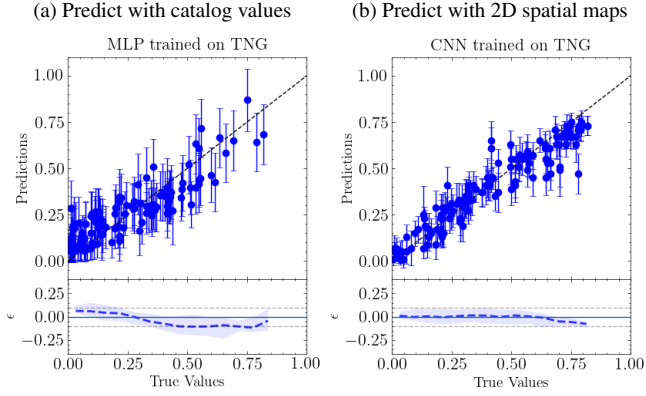 (a) Predict with catalog values
(b) Predict with 2D spatial maps
MLP trained on TNG
1.00
0.75
0.50
0.25
0.00
Predictions
0.25
0.00
−0.25
ϵ
0.00 0.25 0.50 0.75 1.00
True Values
CNN trained on TNG
1.00
0.75
0.50
0.25
0.00
Predictions
0.25
0.00
−0.25
ϵ
0.00 0.25 0.50 0.75 1.00
True Values